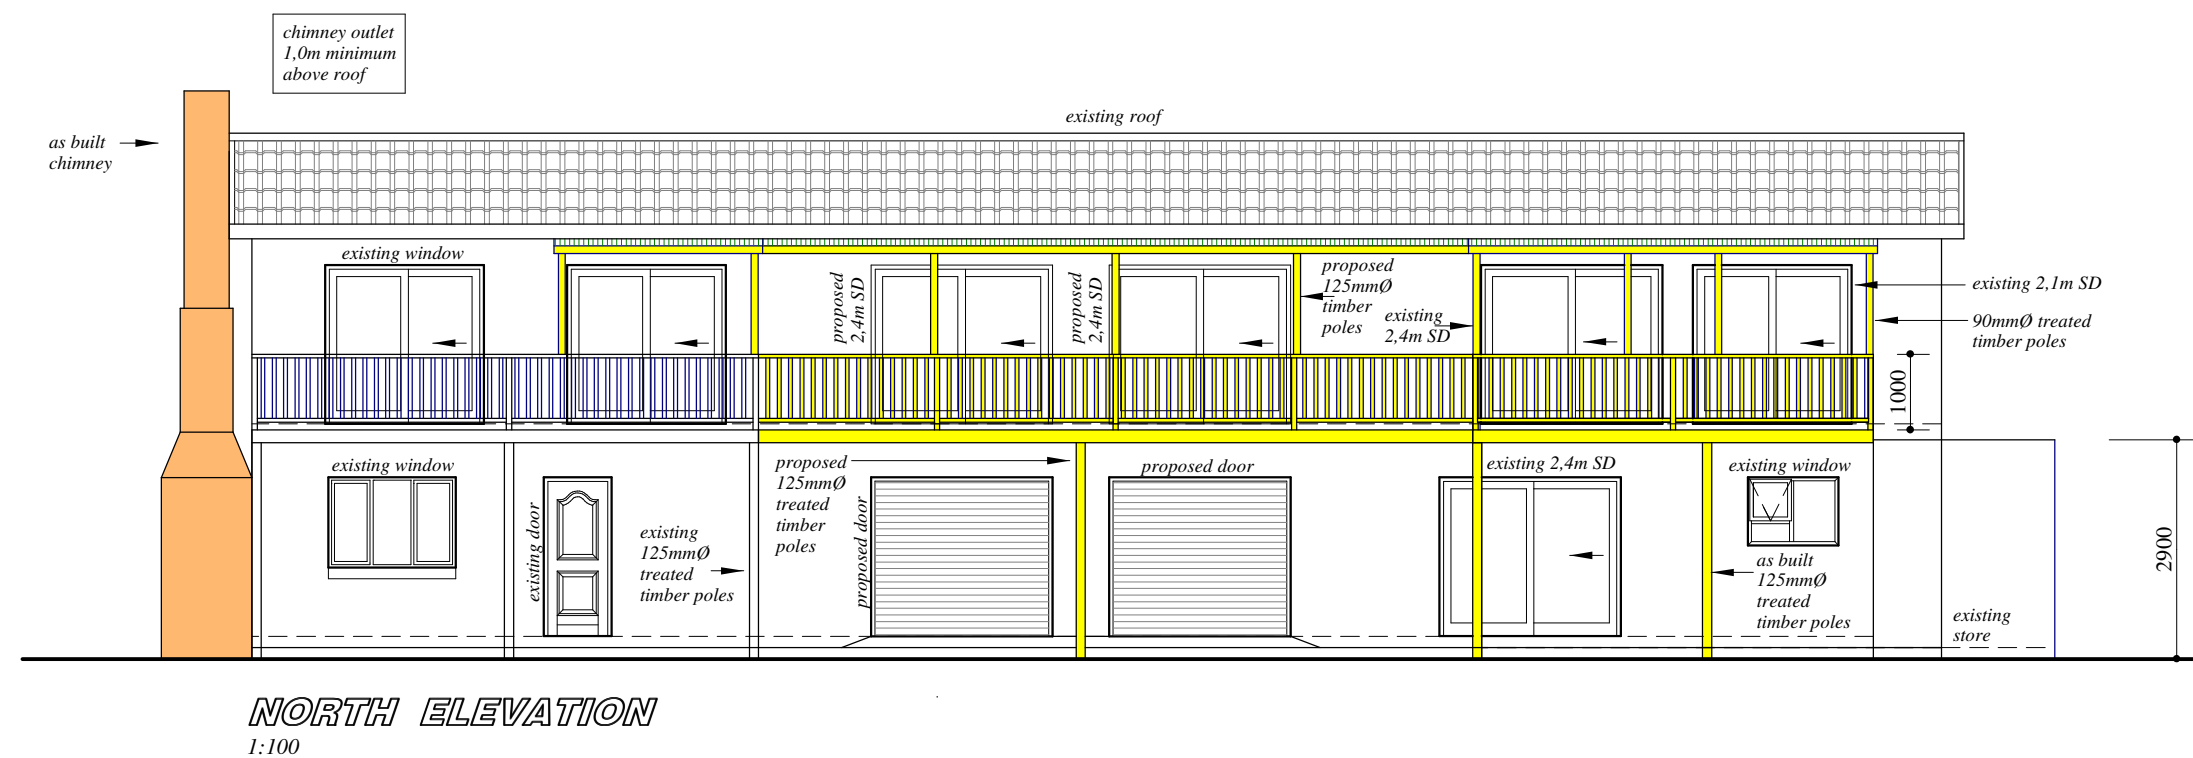 chimney outlet
1,0m minimum
above roof
as built
chimney
existing roof
existing window
proposed
2,4m SD
proposed
2,4m SD
proposed
125mmØ
timber
poles
existing
2,4m SD
existing 2,1m SD
90mmØ treated
timber poles
1000
existing window
existing door
existing
125mmØ
treated
timber poles
proposed
125mmØ
treated
timber
poles
proposed door
proposed door
existing 2,4m SD
existing window
as built
125mmØ
treated
timber poles
existing
store
2900
NORTH ELEVATION
1:100